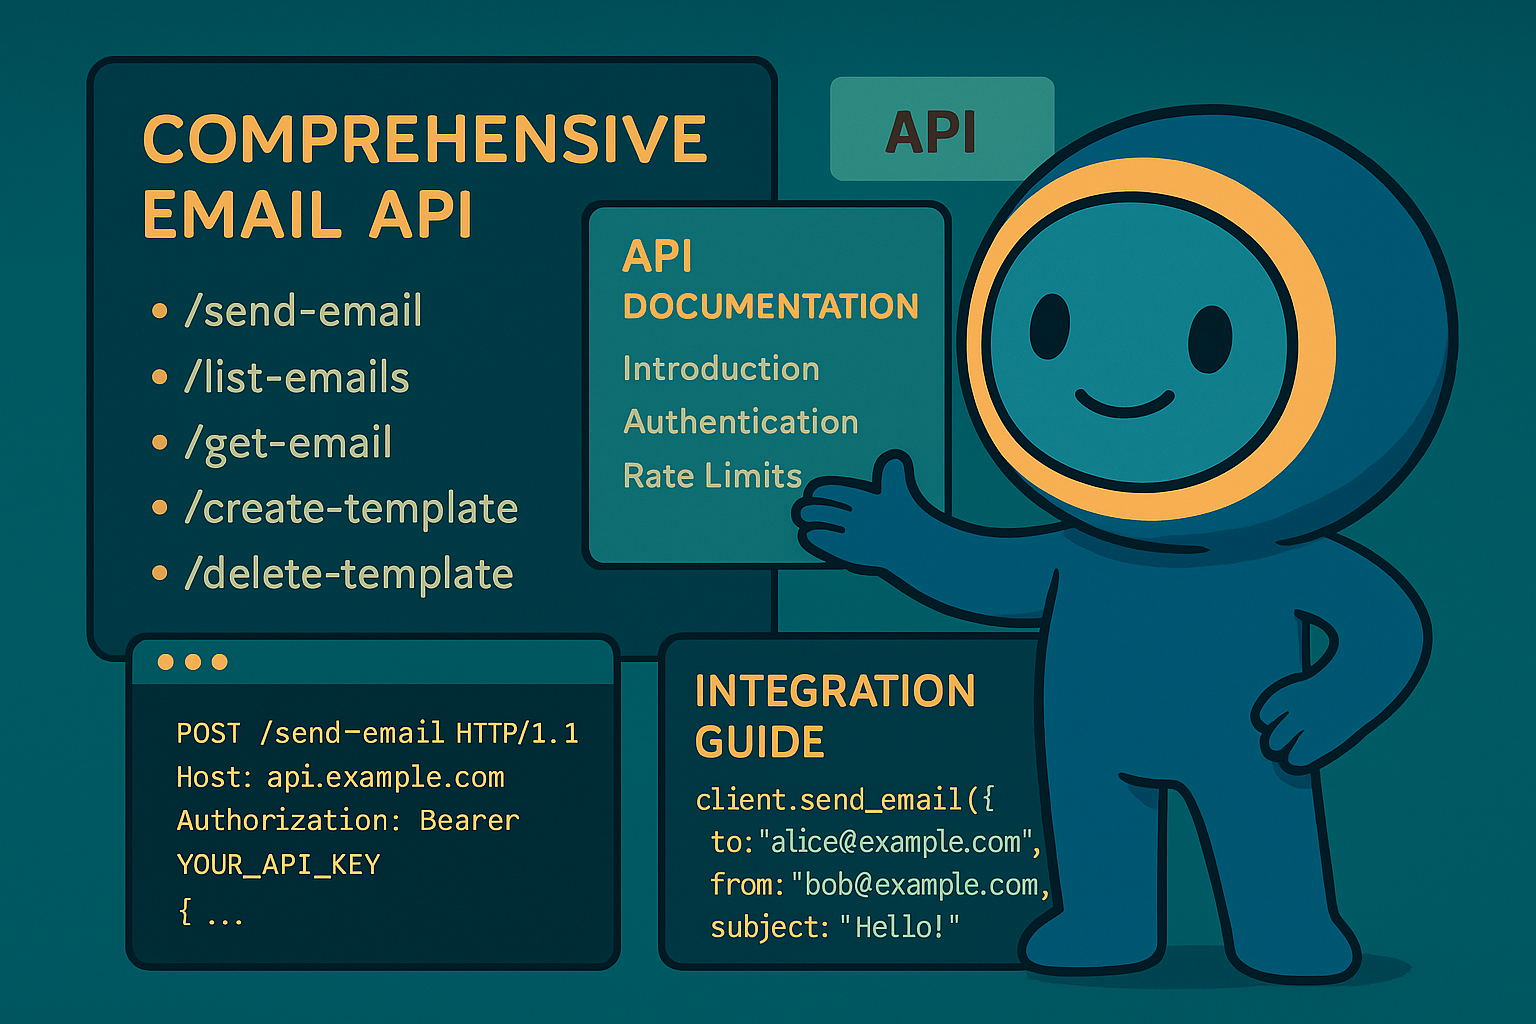 COMPREHENSIVE
EMAIL API
• /send-email
• /list-emails
• /get-email
• /create-template
• /delete-template
API
API
DOCUMENTATION
Introduction
Authentication
Rate Limits
POST /send-email HTTP/1.1
Host: api.example.com
Authorization: Bearer
YOUR_API_KEY
{ ...
INTEGRATION
GUIDE
client.send_email({
to: "alice@example.com",
from: "bob@example.com,
subject: "Hello!"